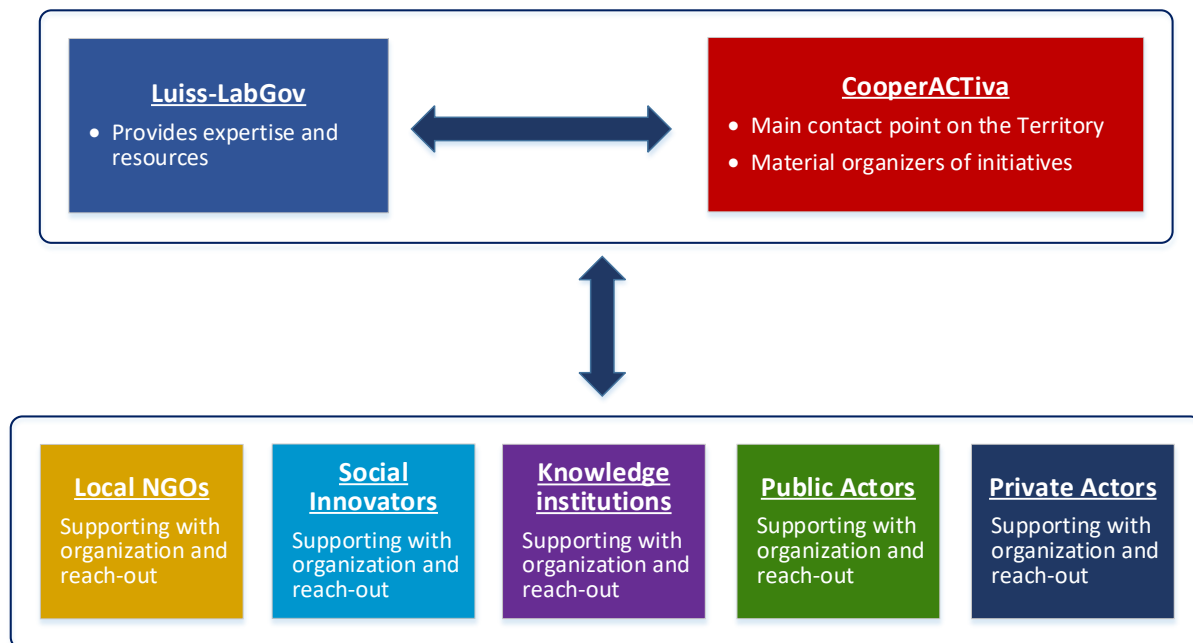 Luiss-LabGov
• Provides expertise and
resources
CooperACTiva
• Main contact point on the Territory
• Material organizers of initiatives
Local NGOs
Supporting with
organization and
reach-out
Social
Innovators
Supporting with
organization and
reach-out
Knowledge
institutions
Supporting with
organization and
reach-out
Public Actors
Supporting with
organization and
reach-out
Private Actors
Supporting with
organization and
reach-out